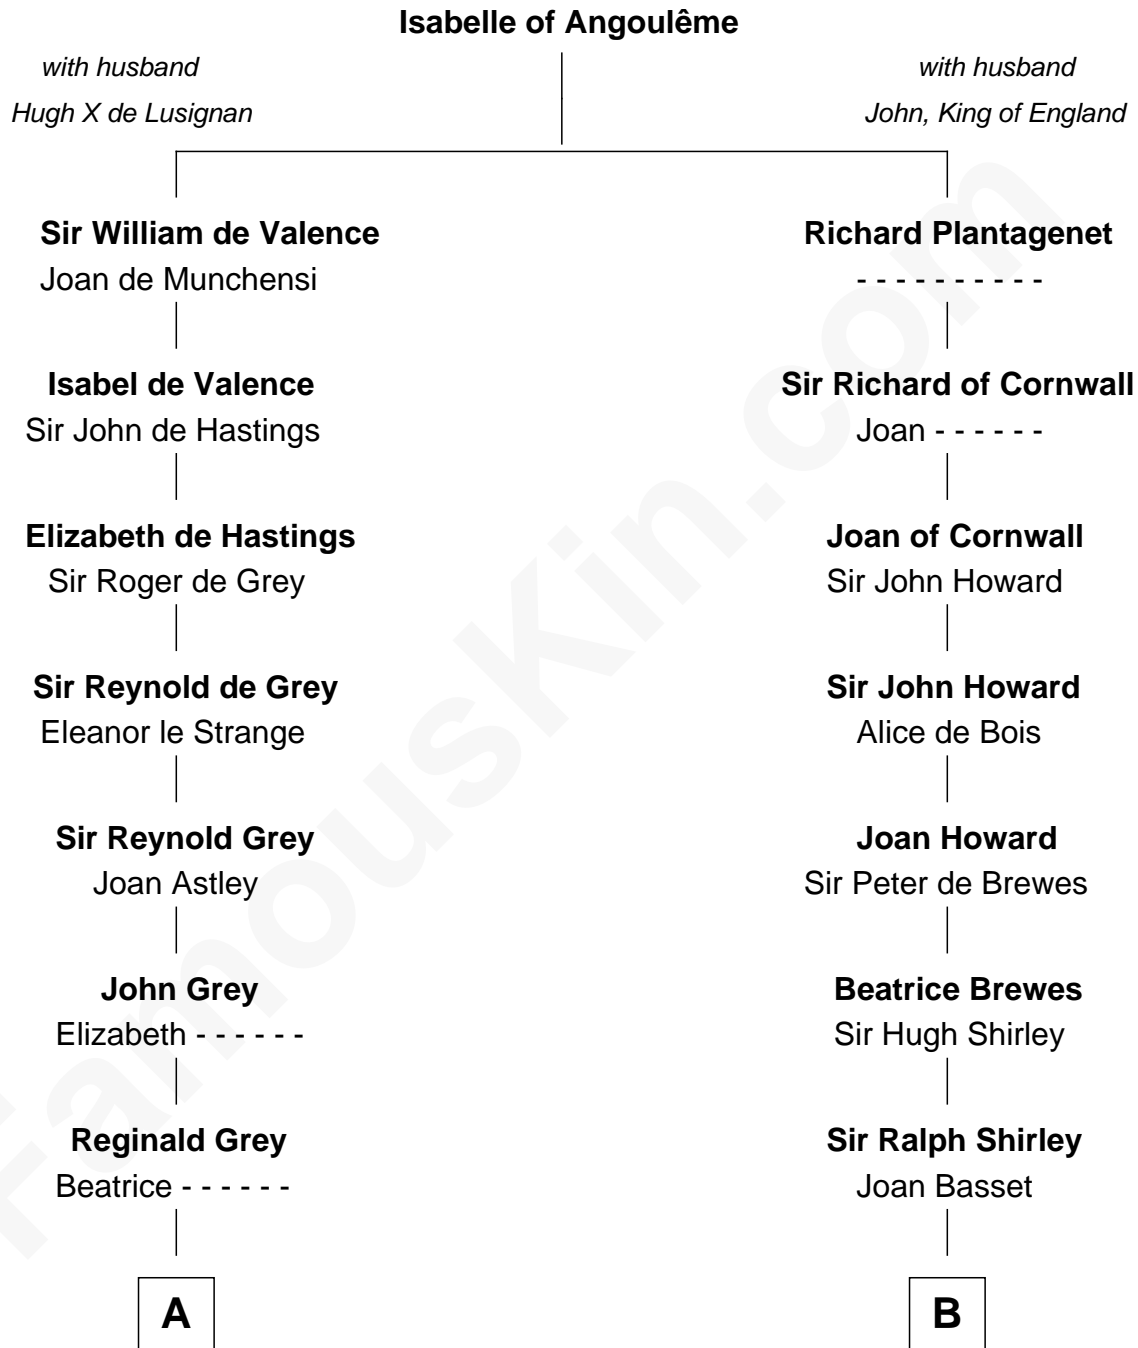 Isabelle of Angoulême
with husband
Hugh X de Lusignan
with husband
John, King of England
Sir William de Valence
Joan de Munchensi
Richard Plantagenet
- - - - - - - - - -
Isabel de Valence
Sir John de Hastings
Sir Richard of Cornwall
Joan - - - - - -
Elizabeth de Hastings
Sir Roger de Grey
Joan of Cornwall
Sir John Howard
Sir Reynold de Grey
Eleanor le Strange
Sir John Howard
Alice de Bois
Sir Reynold Grey
Joan Astley
Joan Howard
Sir Peter de Brewes
John Grey
Elizabeth - - - - - -
Beatrice Brewes
Sir Hugh Shirley
Reginald Grey
Beatrice - - - - - -
Sir Ralph Shirley
Joan Basset
A
B
FamousKin.com